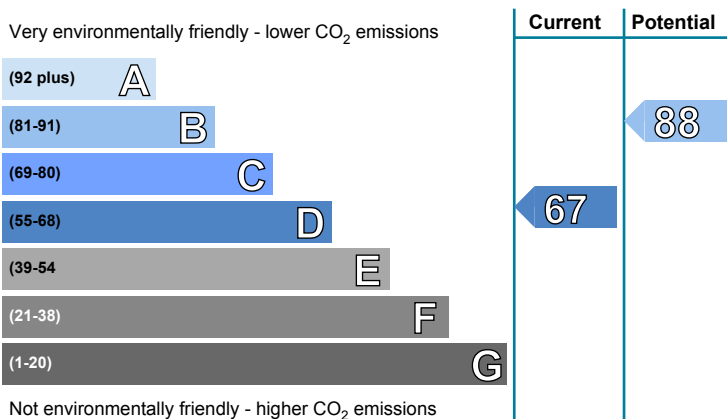 Current Potential
Very environmentally friendly - lower CO2 emissions
(92 plus) A
(81-91) B
88
(69-80) C
(55-68) D
67
(39-54 E
(21-38) F
(1-20) G
Not environmentally friendly - higher CO2 emissions